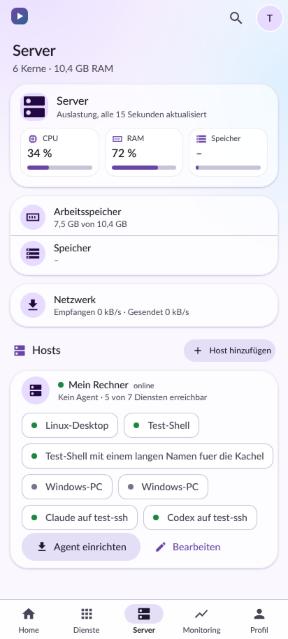 T
Server
6 Kerne · 10,4 GB RAM
Server
Auslastung, alle 15 Sekunden aktualisiert
CPU
34 %
RAM
72 %
Speicher
–
Arbeitsspeicher
7,5 GB von 10,4 GB
Speicher
–
Netzwerk
Empfangen 0 kB/s · Gesendet 0 kB/s
Hosts
+ Host hinzufügen
Mein Rechner online
Kein Agent · 5 von 7 Diensten erreichbar
Linux-Desktop
Test-Shell
Test-Shell mit einem langen Namen fuer die Kachel
Windows-PC
Windows-PC
Claude auf test-ssh
Codex auf test-ssh
Agent einrichten
Bearbeiten
Home
Dienste
Server
Monitoring
Profil